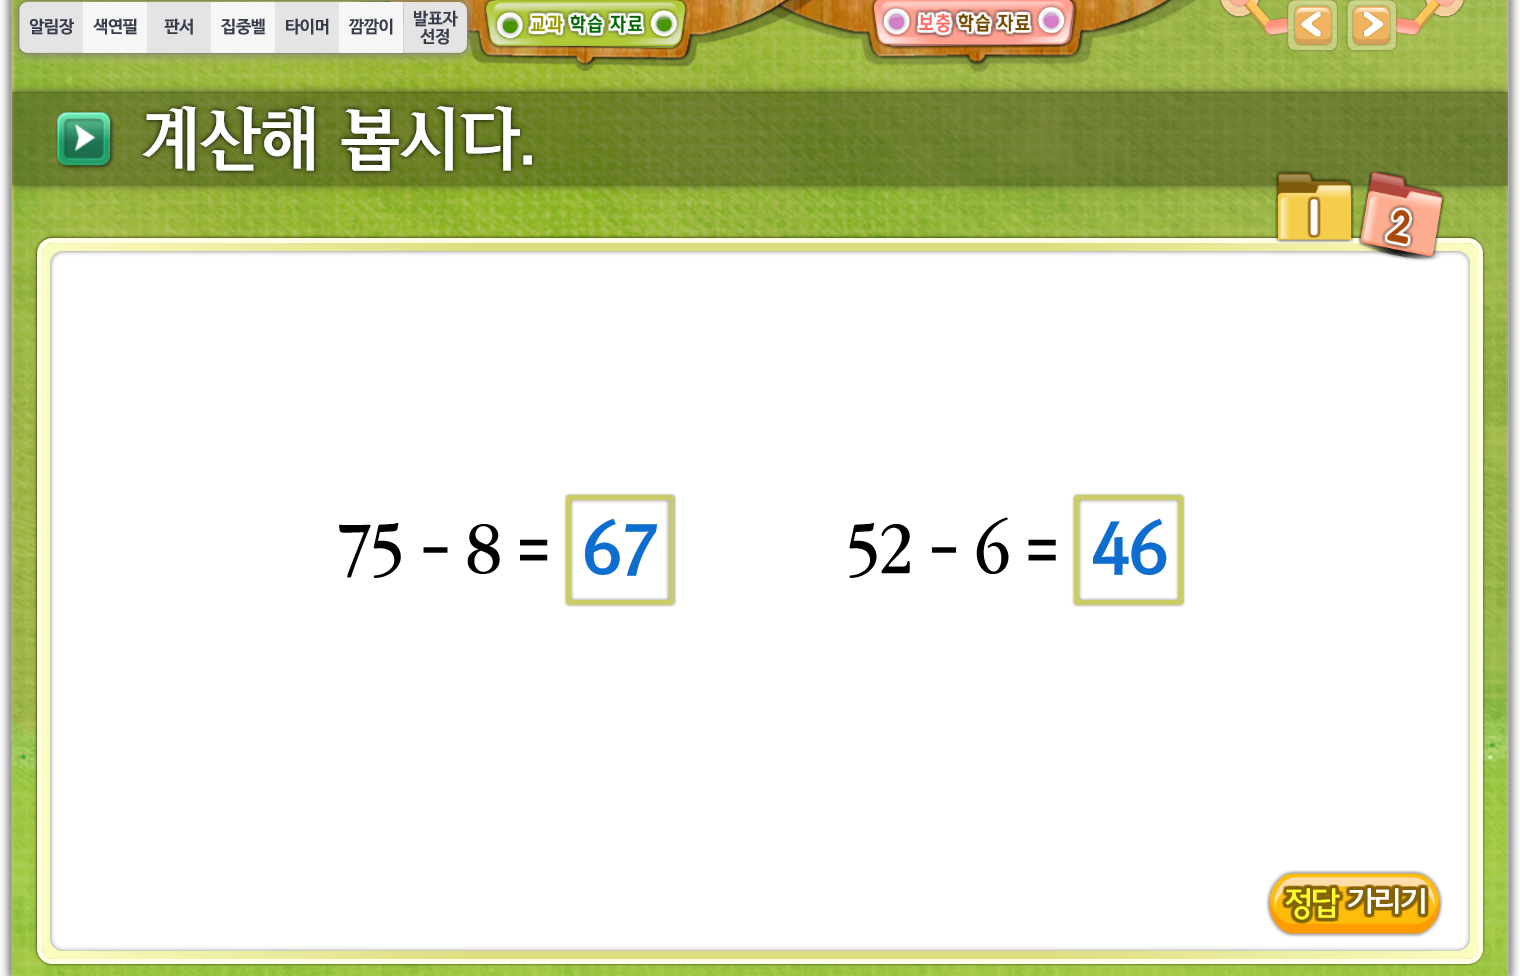 알림장 색연필 판서 집중벨 타이머 깜깜이 발표자
선정
교과 학습 자료 보충 학습 자료
계산해 봅시다.
1 2
75 - 8 = 67 52 - 6 = 46
정답 가리기